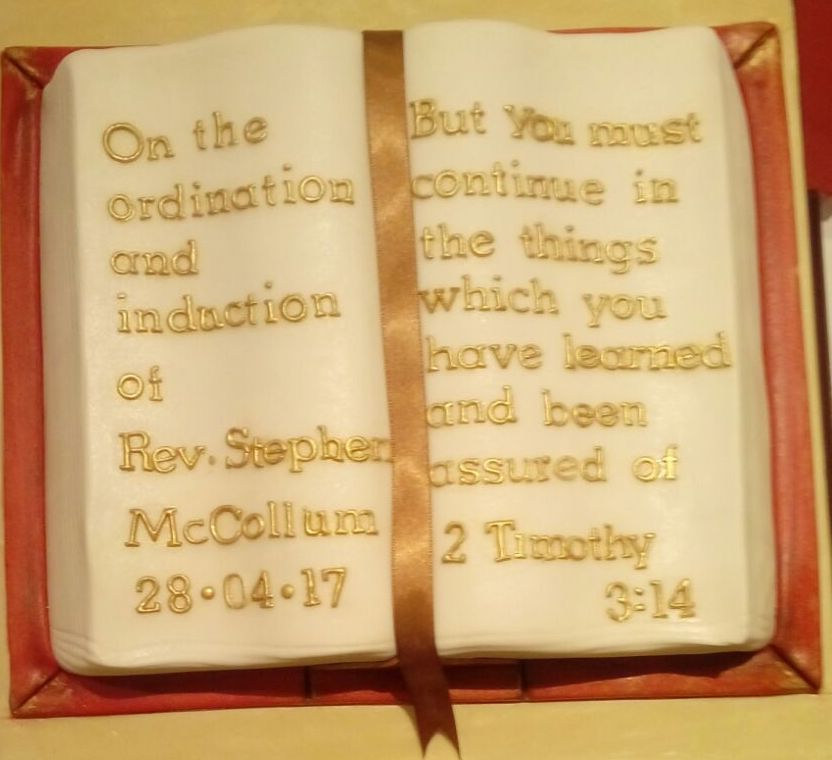 On the
ordination
and
induction
of
Rev. Stephen
McCollum
28·04·17
But You must
continue in
the things
which you
have learned
and been
assured of
2 Timothy
3:14